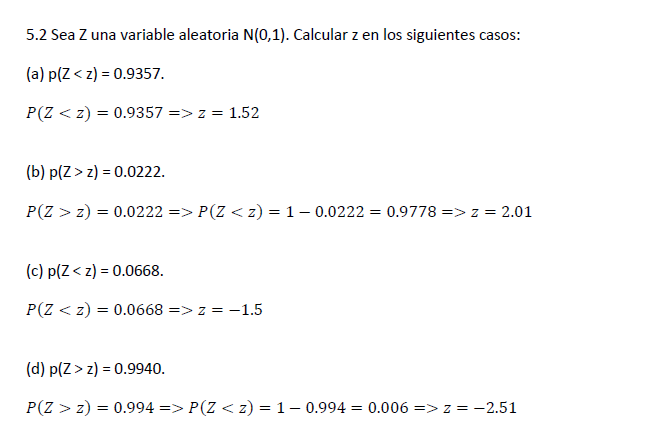 5.2 Sea Z una variable aleatoria N(0,1). Calcular z en los siguientes casos:
(a) p(Z < z) = 0.9357.
P(Z < z) = 0.9357 => z = 1.52
(b) p(Z > z) = 0.0222.
P(Z > z) = 0.0222 => P(Z < z) = 1 − 0.0222 = 0.9778 => z = 2.01
(c) p(Z < z) = 0.0668.
P(Z < z) = 0.0668 => z = −1.5
(d) p(Z > z) = 0.9940.
P(Z > z) = 0.994 => P(Z < z) = 1 − 0.994 = 0.006 => z = −2.51